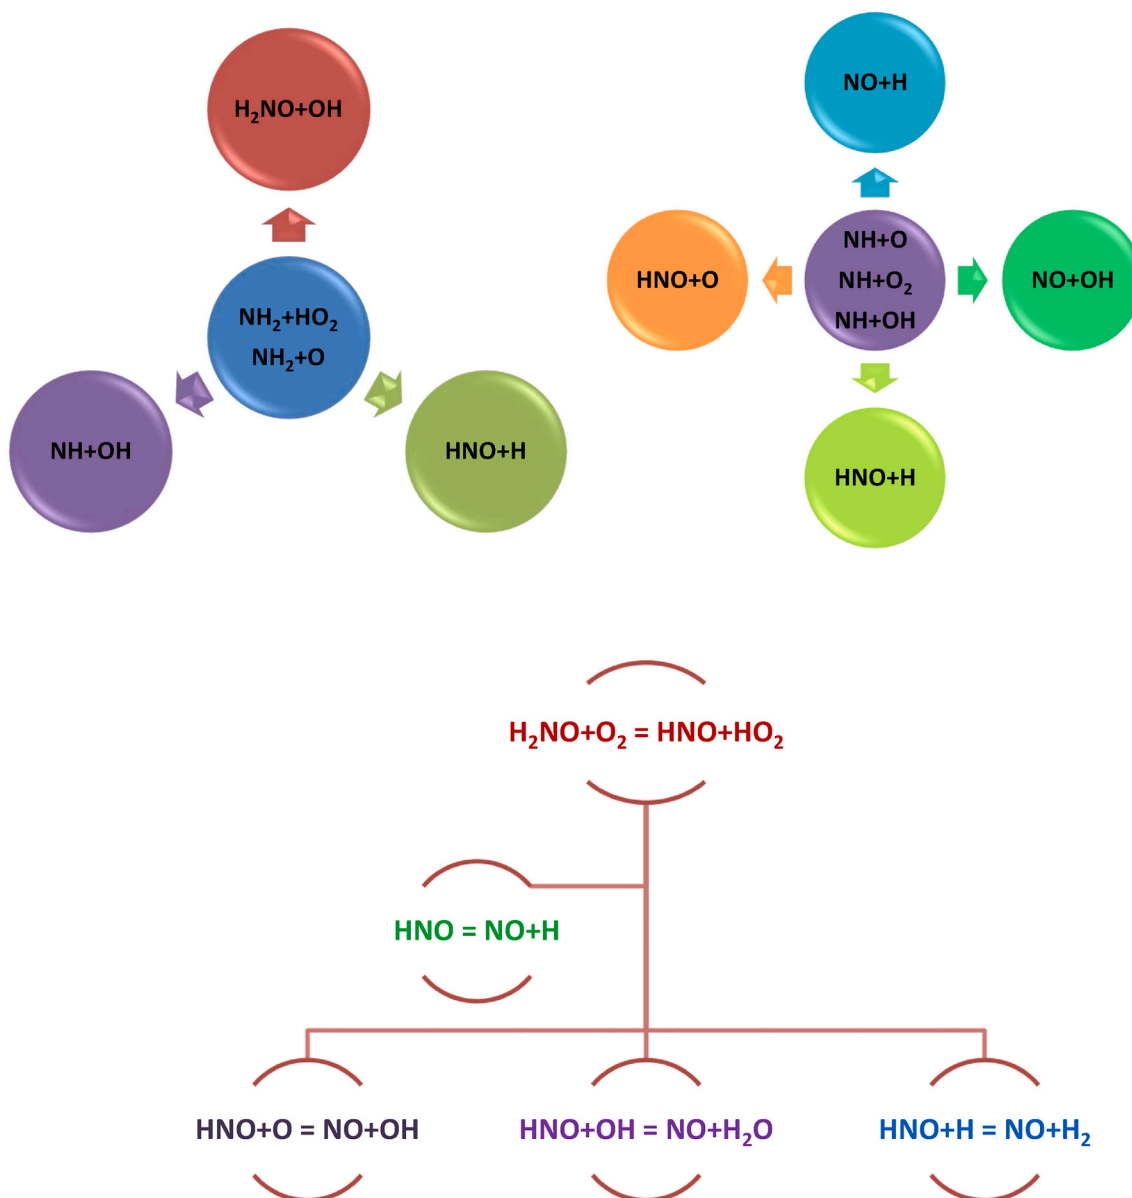 H₂NO+OH
NH₂+HO₂
NH₂+O
NH+OH
HNO+H
NO+H
HNO+O
NH+O
NH+O₂
NH+OH
NO+OH
HNO+H
H₂NO+O₂ = HNO+HO₂
HNO = NO+H
HNO+O = NO+OH
HNO+OH = NO+H₂O
HNO+H = NO+H₂